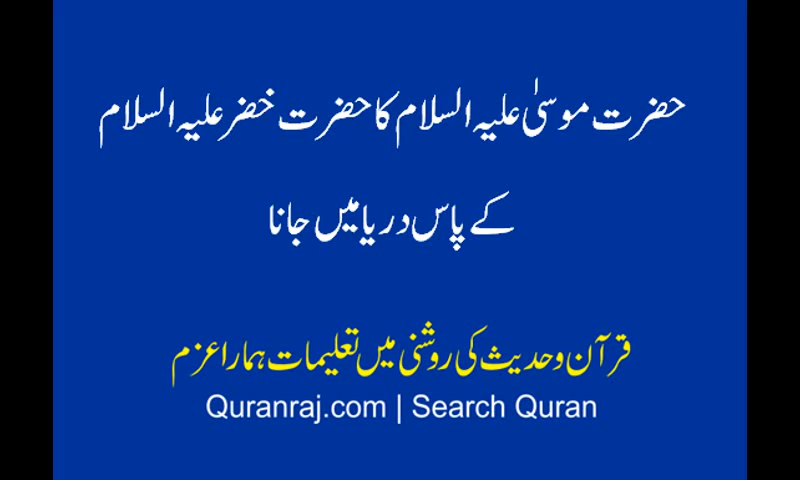 حضرت موسیٰ علیہ السلام کا حضرت خضر علیہ السلام
کے پاس دریا میں جانا
قرآن و حدیث کی روشنی میں تعلیمات ہمارا عزم
Quranraj.com | Search Quran